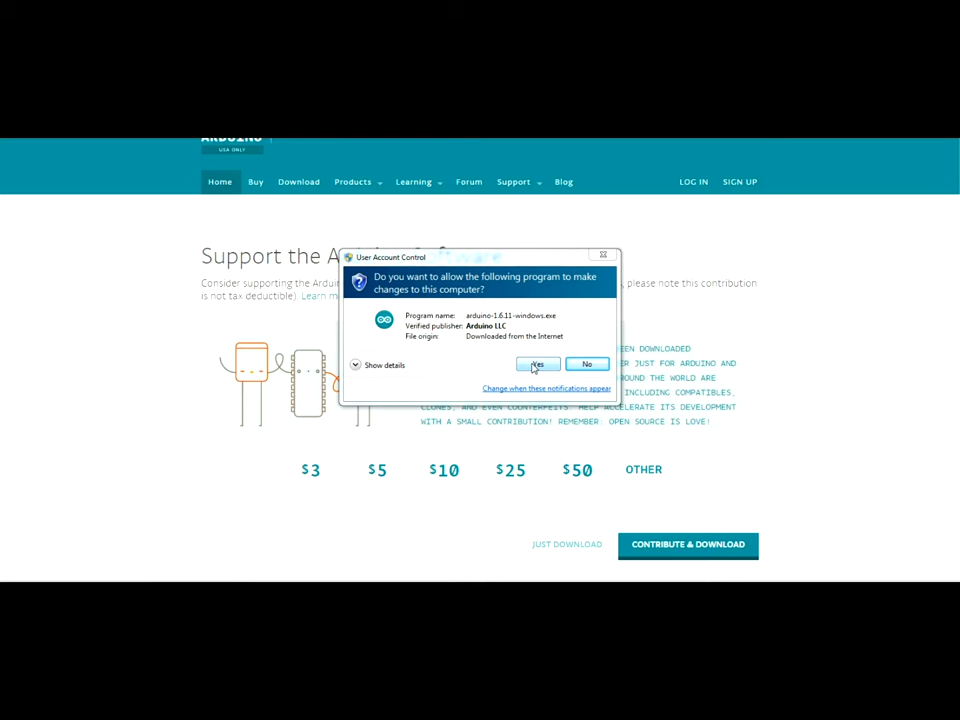 ARDUINO
USA ONLY
Home Buy Download Products Learning Forum Support Blog LOG IN SIGN UP
Support the A
Software
Consider supporting the Ardui
, please note this contribution
is not tax deductible). Learn m
User Account Control
Do you want to allow the following program to make
changes to this computer?
Program name: arduino-1.6.11-windows.exe
Verified publisher: Arduino LLC
File origin: Downloaded from the Internet
Show details
Yes
No
Change when these notifications appear
EEN DOWNLOADED
ER JUST FOR ARDUINO AND
ROUND THE WORLD ARE
INCLUDING COMPATIBLES,
CLONES, AND EVEN COUNTERFEITS. HELP ACCELERATE ITS DEVELOPMENT
WITH A SMALL CONTRIBUTION! REMEMBER: OPEN SOURCE IS LOVE!
$3 $5 $10 $25 $50 OTHER
JUST DOWNLOAD CONTRIBUTE & DOWNLOAD